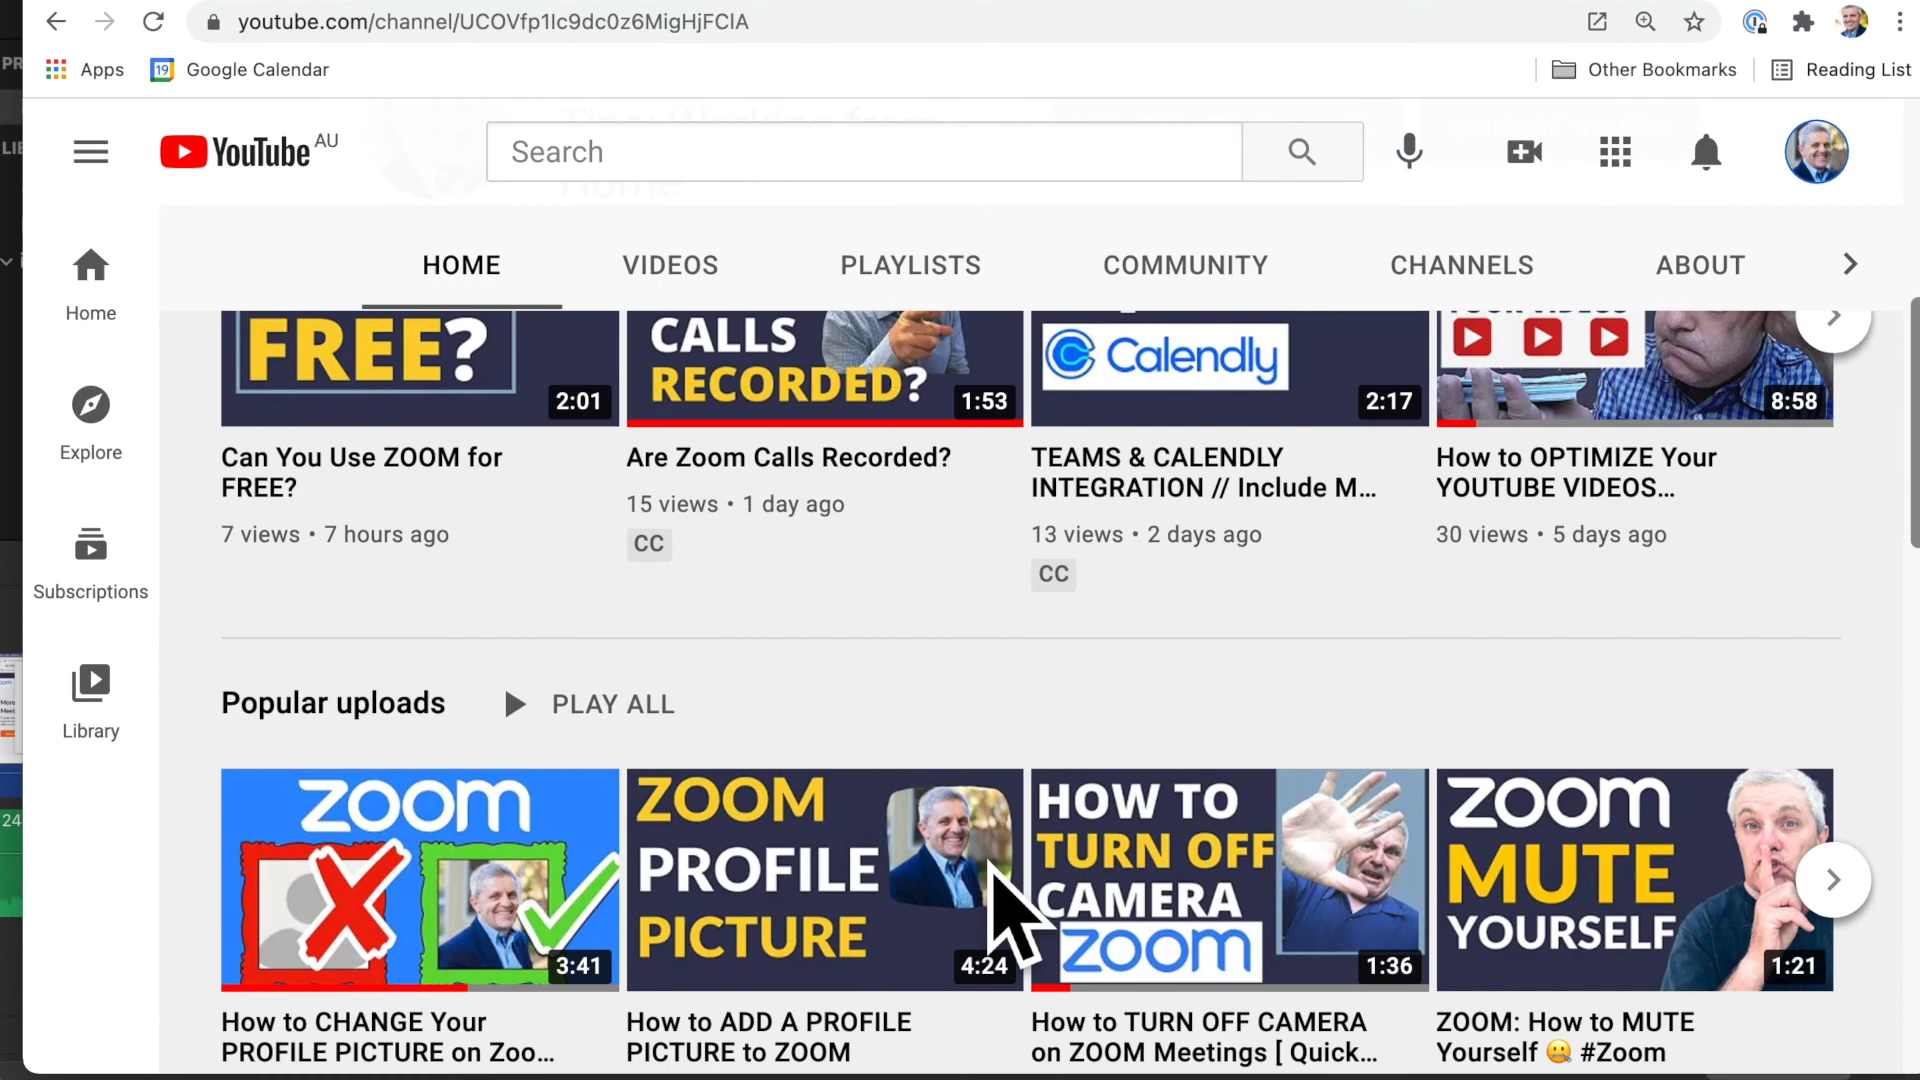 youtube.com/channel/UCOVfp1lc9dc0z6MigHjFClA
PR
Apps
19
Google Calendar
Other Bookmarks
Reading List
YouTube AU
Search
HOME
VIDEOS
PLAYLISTS
COMMUNITY
CHANNELS
ABOUT
Home
Explore
Subscriptions
Library
24
FREE?
2:01
CALLS
RECORDED?
1:53
Calendly
2:17
YOUR VIDEOS
8:58
Can You Use ZOOM for
FREE?
7 views • 7 hours ago
Are Zoom Calls Recorded?
15 views • 1 day ago
CC
TEAMS & CALENDLY
INTEGRATION // Include M...
13 views • 2 days ago
CC
How to OPTIMIZE Your
YOUTUBE VIDEOS...
30 views • 5 days ago
Popular uploads
PLAY ALL
zoom
3:41
ZOOM
PROFILE
PICTURE
4:24
HOW TO
TURN OFF
CAMERA
zoom
1:36
zoom
MUTE
YOURSELF
1:21
How to CHANGE Your
PROFILE PICTURE on Zoo...
How to ADD A PROFILE
PICTURE to ZOOM
How to TURN OFF CAMERA
on ZOOM Meetings [ Quick...
ZOOM: How to MUTE
Yourself 🤐 #Zoom